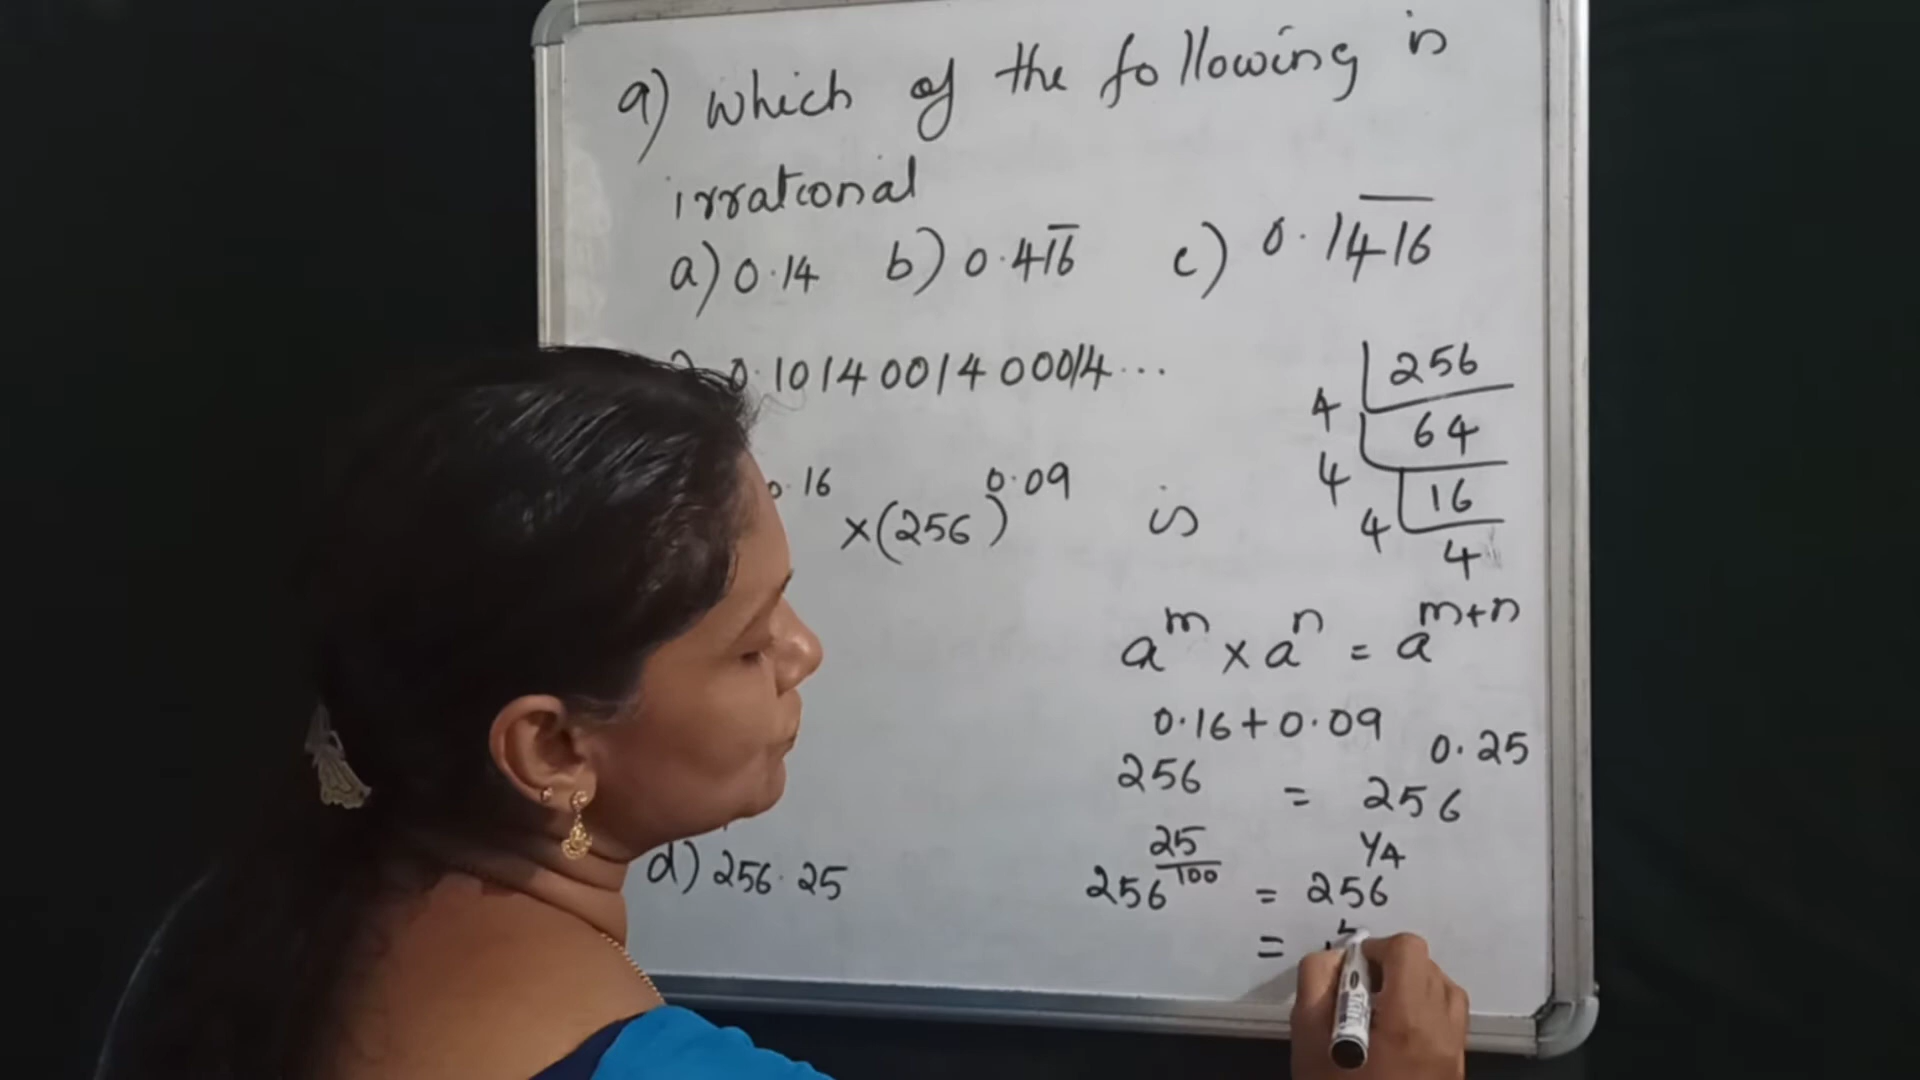 9) Which of the following is
irrational
a) 0.14 b) 0.41̅6̅ c) 0.141̅6̅
0.1014001400014...
0.16 × (256)^0.09 is
4 | 256
4 | 64
4 | 16
4
a^m × a^n = a^(m+n)
256^(0.16+0.09) = 256^0.25
d) 256.25
256^(25/100) = 256^(1/4)
=